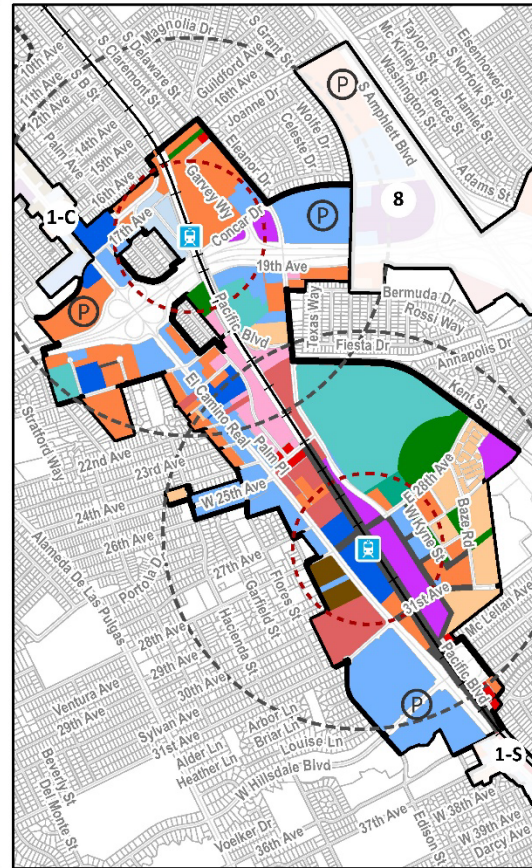 Magnolia Dr
S Delaware St
S Claremont St
S Grant St
Guildford Ave
16th Ave
Joanne Dr
Eleanor Dr
Wolfe Dr
Celeste Dr
Taylor St
Mc Kinley St
Washington St
Pierce St
S Norfolk St
Hamlet St
Eisenhower St
S Amphlett Blvd
Adams St
10th Ave
11th Ave
12th Ave
Palm Ave
14th Ave
15th Ave
16th Ave
17th Ave
Garvey Wy
Concar Dr
19th Ave
P
P
8
1-C
P
Pacific Blvd
Texas Way
Bermuda Dr
Rossi Way
Fiesta Dr
Annapolis Dr
Kent St
El Camino Real
Palm Pl
Stratford Way
22nd Ave
23rd Ave
24th Ave
W 25th Ave
26th Ave
27th Ave
28th Ave
Portola D
Alameda De Las Pulgas
Hacienda St
Garfield St
Flores St
E 28th Ave
W Kyne St
Baze Rd
31st Ave
Mc Lellan Ave
Pacific Blvd
P
1-S
Ventura Ave
29th Ave
29th Ave
30th Ave
Sylvan Ave
31st Ave
Alder Ln
Heather Ln
Arbor Ln
Briar Ln
Louise Ln
W Hillsdale Blvd
Beverly St
Del Monte St
Voelker Dr
36th Ave
37th Ave
Edison St
W 38th Ave
W 39th Ave
Darcy Ave